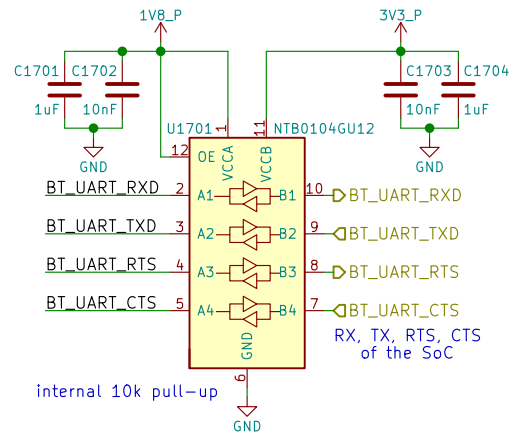 1V8_P 3V3_P
C1701 C1702 C1703 C1704
1uF 10nF 10nF 1uF
GND GND
U1701 1 11 NTB0104GU12
12 OE VCCA VCCB
BT_UART_RXD 2 A1 B1 10 BT_UART_RXD
BT_UART_TXD 3 A2 B2 9 BT_UART_TXD
BT_UART_RTS 4 A3 B3 8 BT_UART_RTS
BT_UART_CTS 5 A4 B4 7 BT_UART_CTS
GND
RX, TX, RTS, CTS
of the SoC
6
internal 10k pull-up
GND